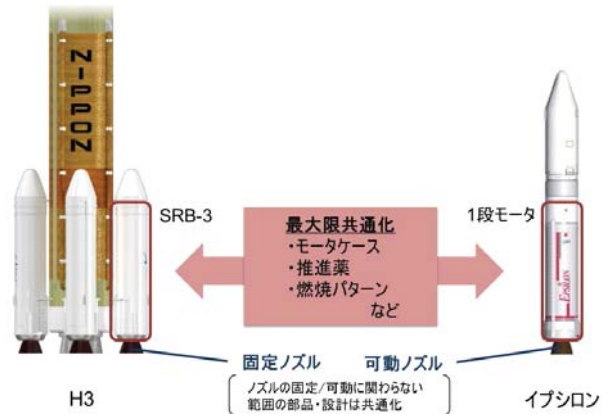 NIPPON
SRB-3
最大限共通化
・モータケース
・推進薬
・燃焼パターン
など
1段モータ
Epsilon
固定ノズル
可動ノズル
ノズルの固定/可動に関わらない
範囲の部品・設計は共通化
H3
イプシロン